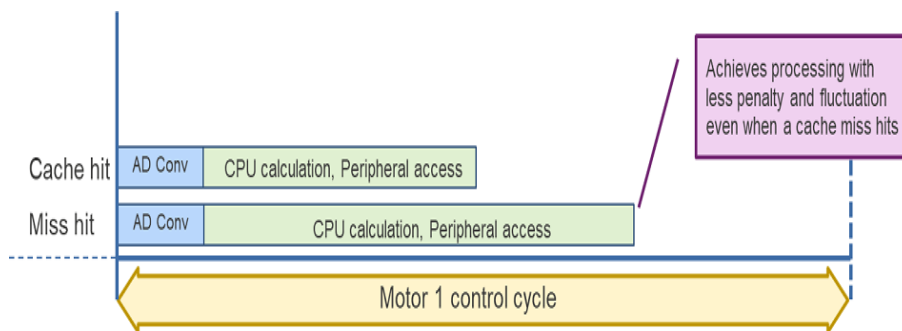 Achieves processing with
less penalty and fluctuation
even when a cache miss hits
Cache hit
AD Conv
CPU calculation, Peripheral access
Miss hit
AD Conv
CPU calculation, Peripheral access
Motor 1 control cycle